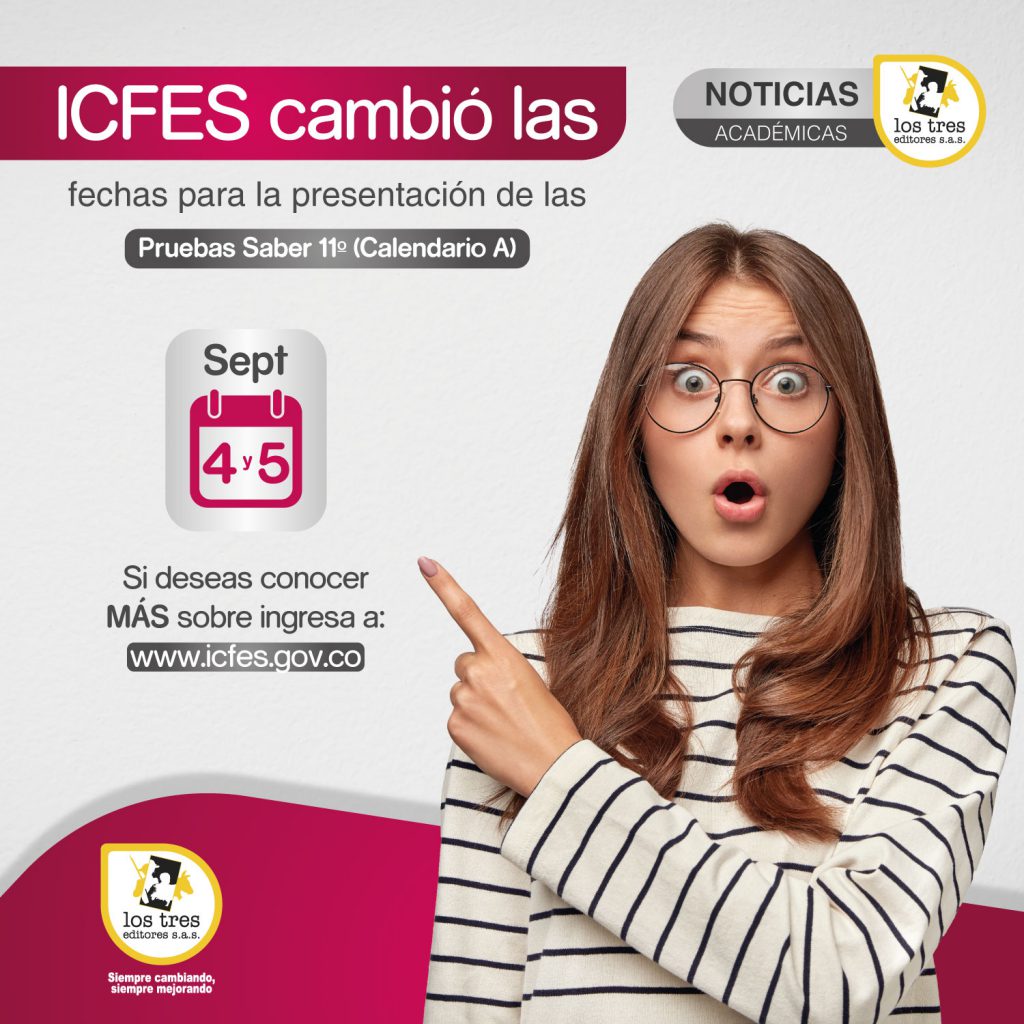 ICFES cambió las
fechas para la presentación de las
Pruebas Saber 11º (Calendario A)
NOTICIAS
ACADÉMICAS
los tres
editores s.a.s.
Sept
4 y 5
Si deseas conocer
MÁS sobre ingresa a:
www.icfes.gov.co
los tres
editores s.a.s.
Siempre cambiando,
siempre mejorando